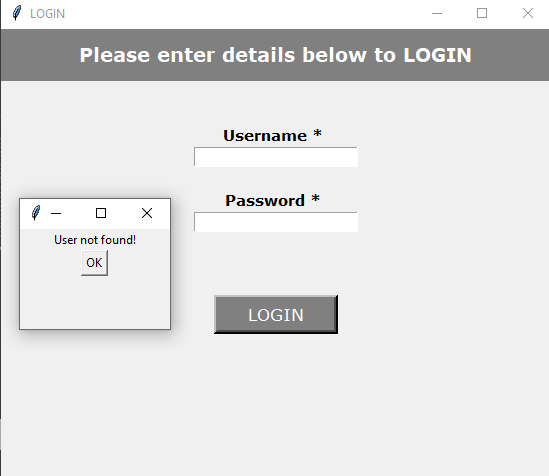 LOGIN
Please enter details below to LOGIN
Username *
Password *
User not found!
OK
LOGIN